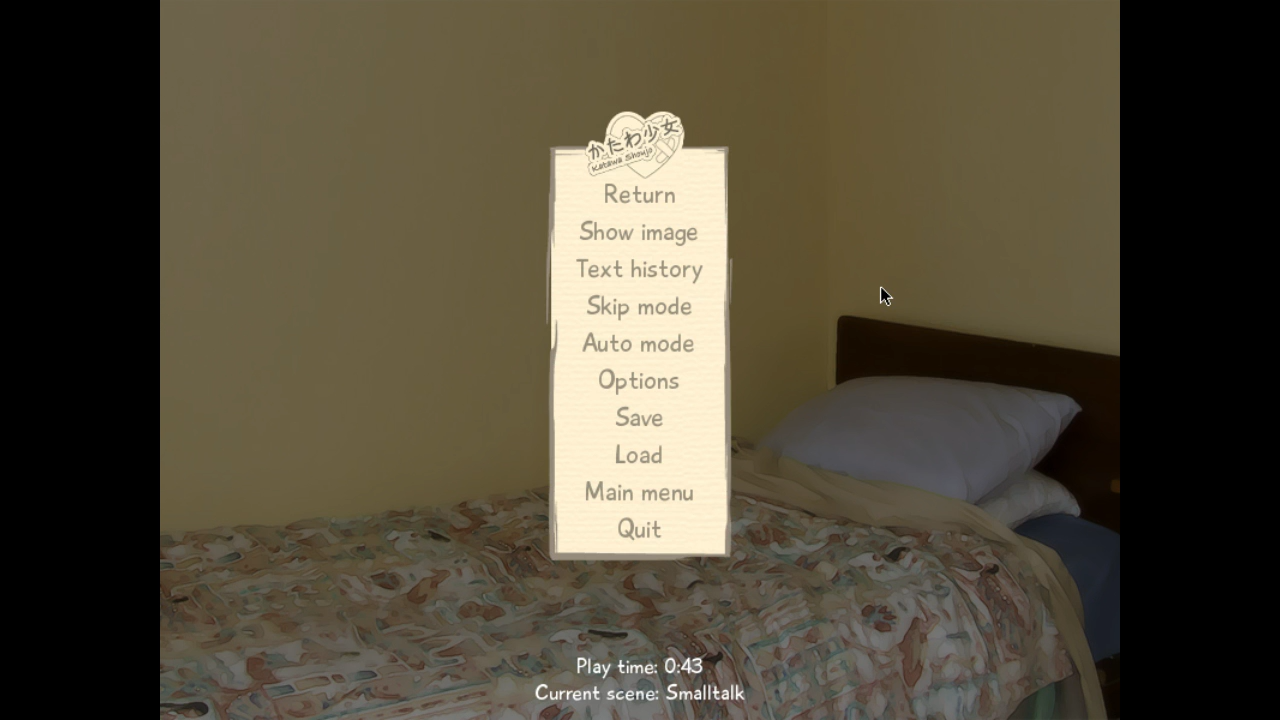 かたわ少女
Katawa Shoujo
Return
Show image
Text history
Skip mode
Auto mode
Options
Save
Load
Main menu
Quit
Play time: 0:43
Current scene: Smalltalk